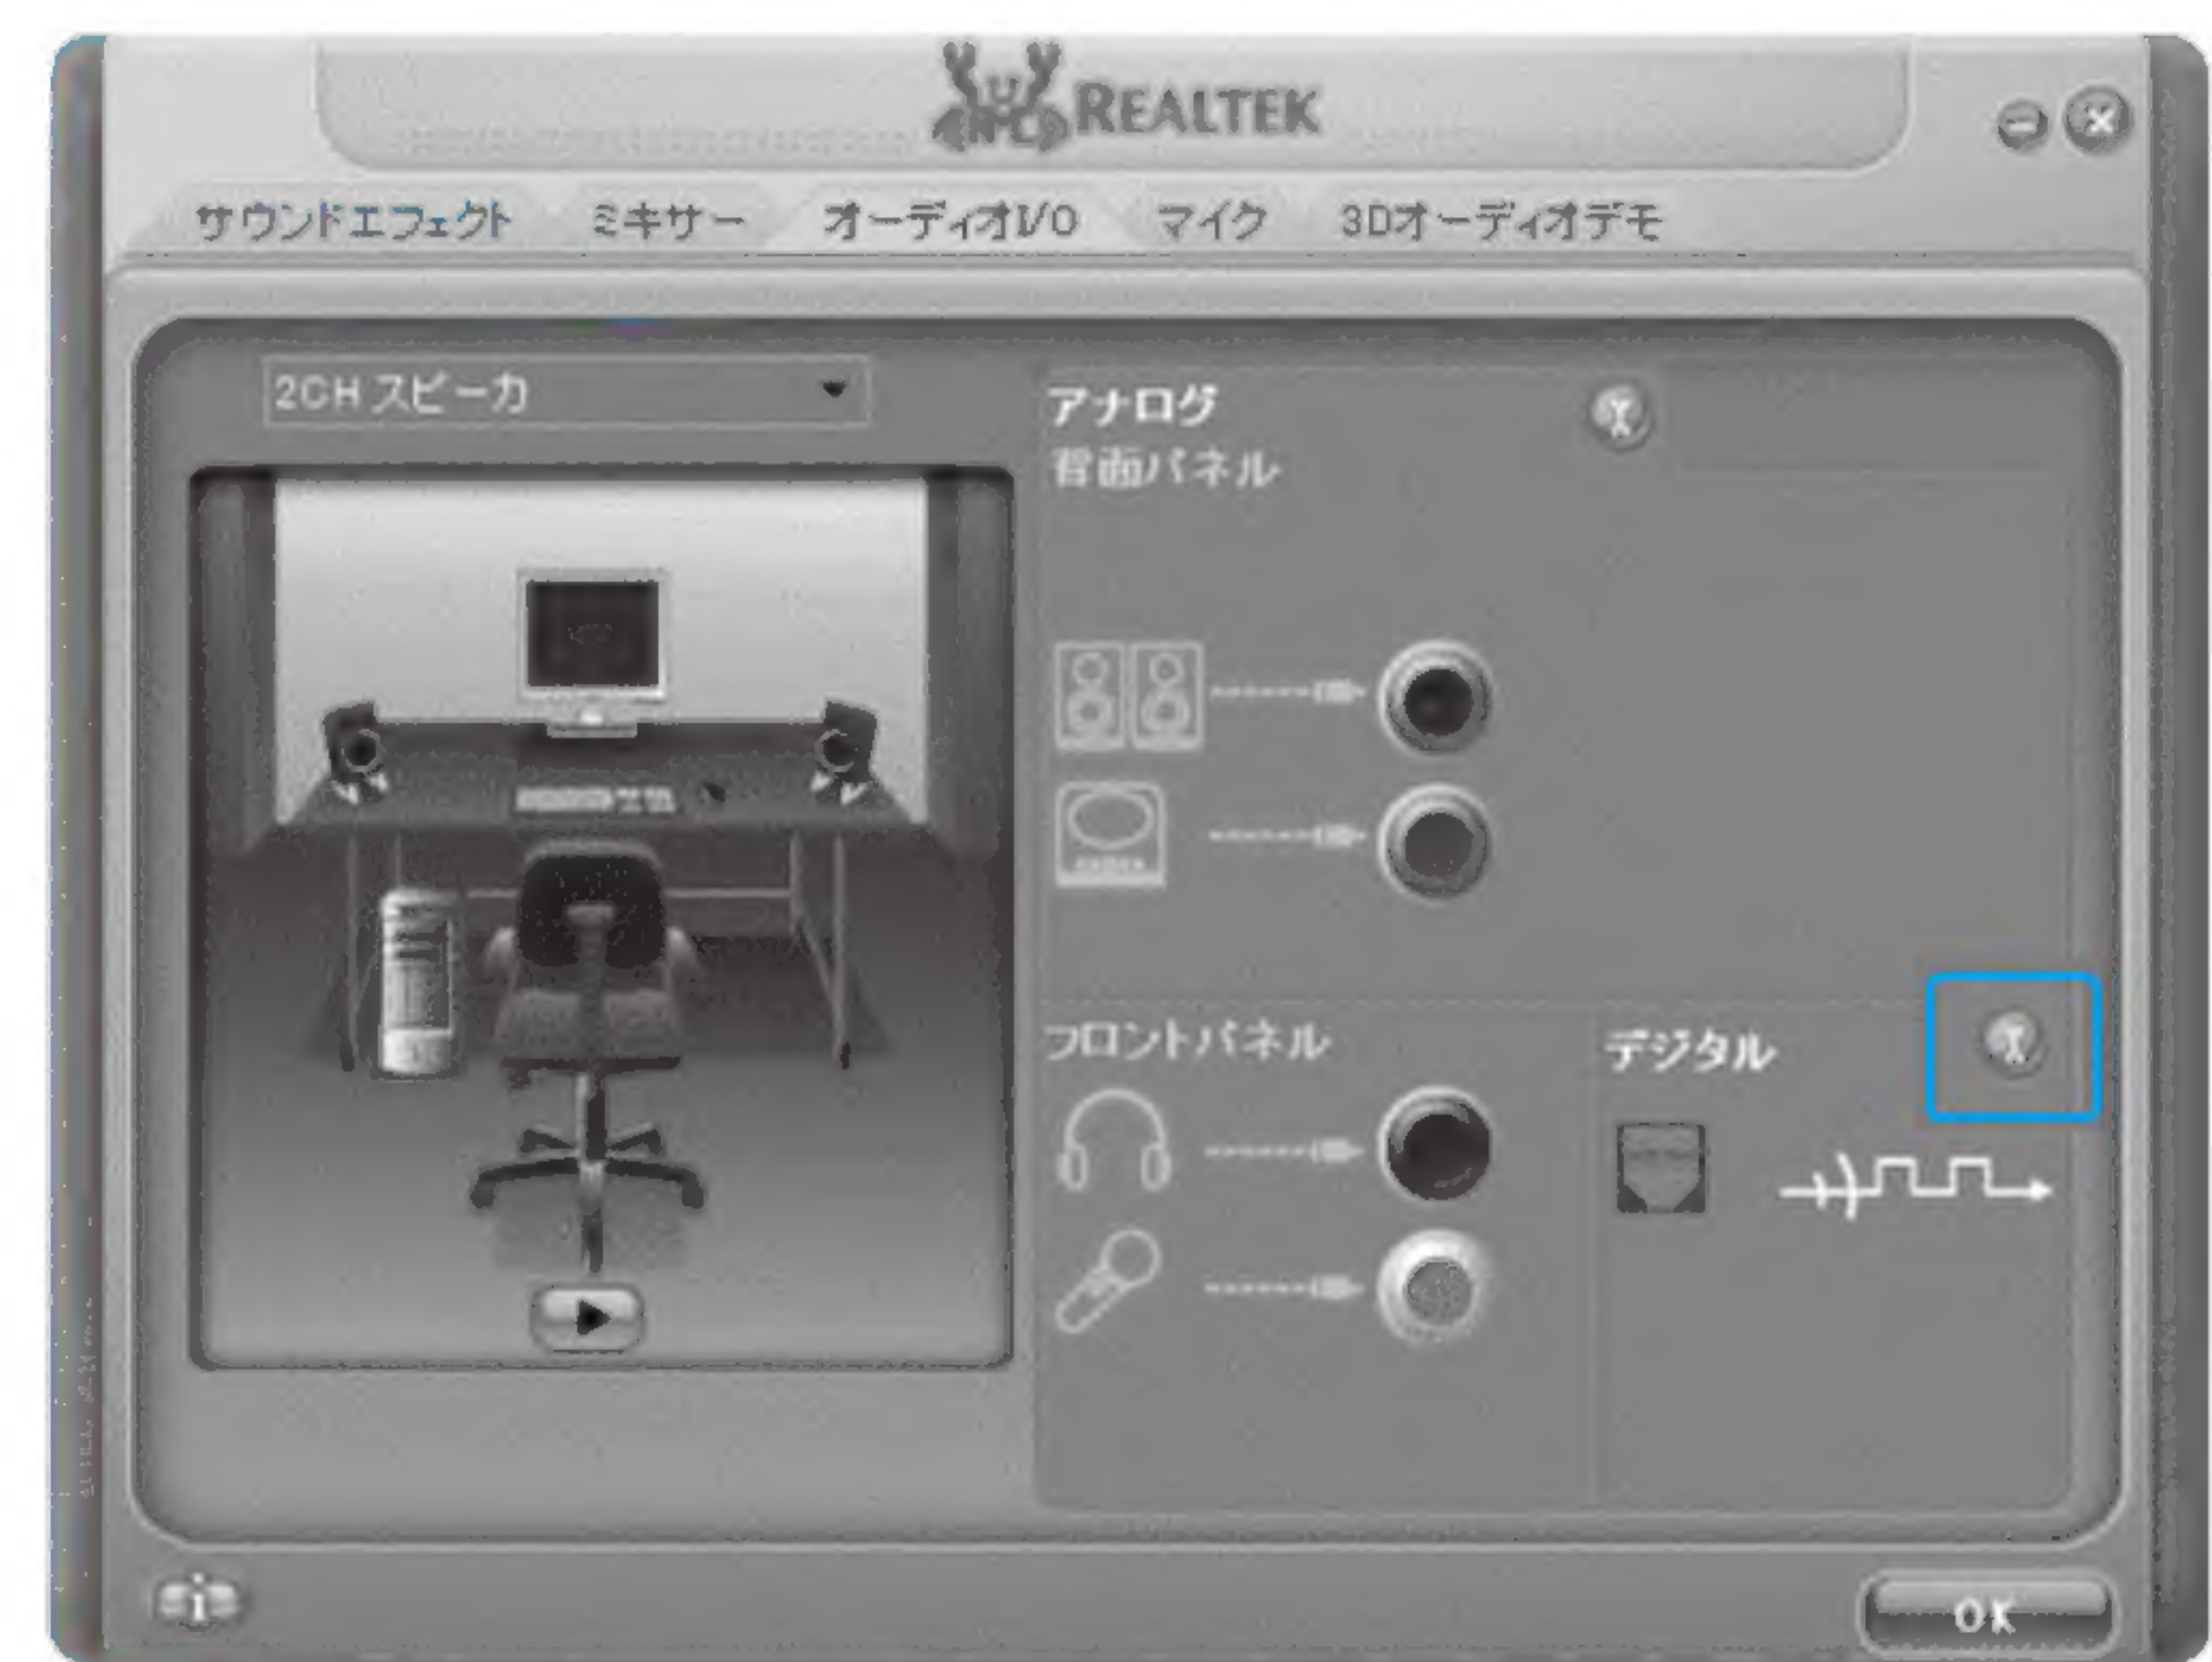 REALTEK
サウンドエフェクト ミキサー オーディオI/O マイク 3Dオーディオデモ
2CH スピーカ
アナログ
背面パネル
フロントパネル
デジタル
OK